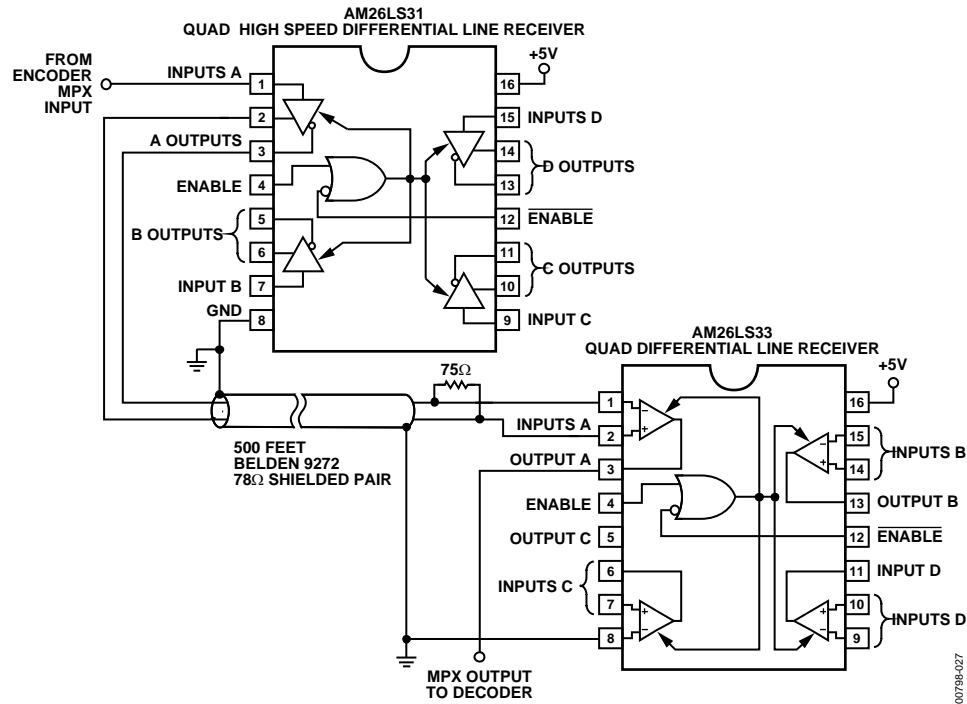 AM26LS31
QUAD HIGH SPEED DIFFERENTIAL LINE RECEIVER
FROM
ENCODER
MPX
INPUT
INPUTS A
1
2
A OUTPUTS
3
ENABLE
4
B OUTPUTS
5
6
INPUT B
7
GND
8
+5V
16
15
INPUTS D
14
13
D OUTPUTS
12
ENABLE
11
10
C OUTPUTS
9
INPUT C
75Ω
500 FEET
BELDEN 9272
78Ω SHIELDED PAIR
AM26LS33
QUAD DIFFERENTIAL LINE RECEIVER
1
INPUTS A
2
OUTPUT A
3
ENABLE
4
OUTPUT C
5
INPUTS C
6
7
8
– +
+ –
+5V
16
15
14
INPUTS B
– +
13
OUTPUT B
12
ENABLE
11
INPUT D
10
9
INPUTS D
+ –
MPX OUTPUT
TO DECODER
00798-027